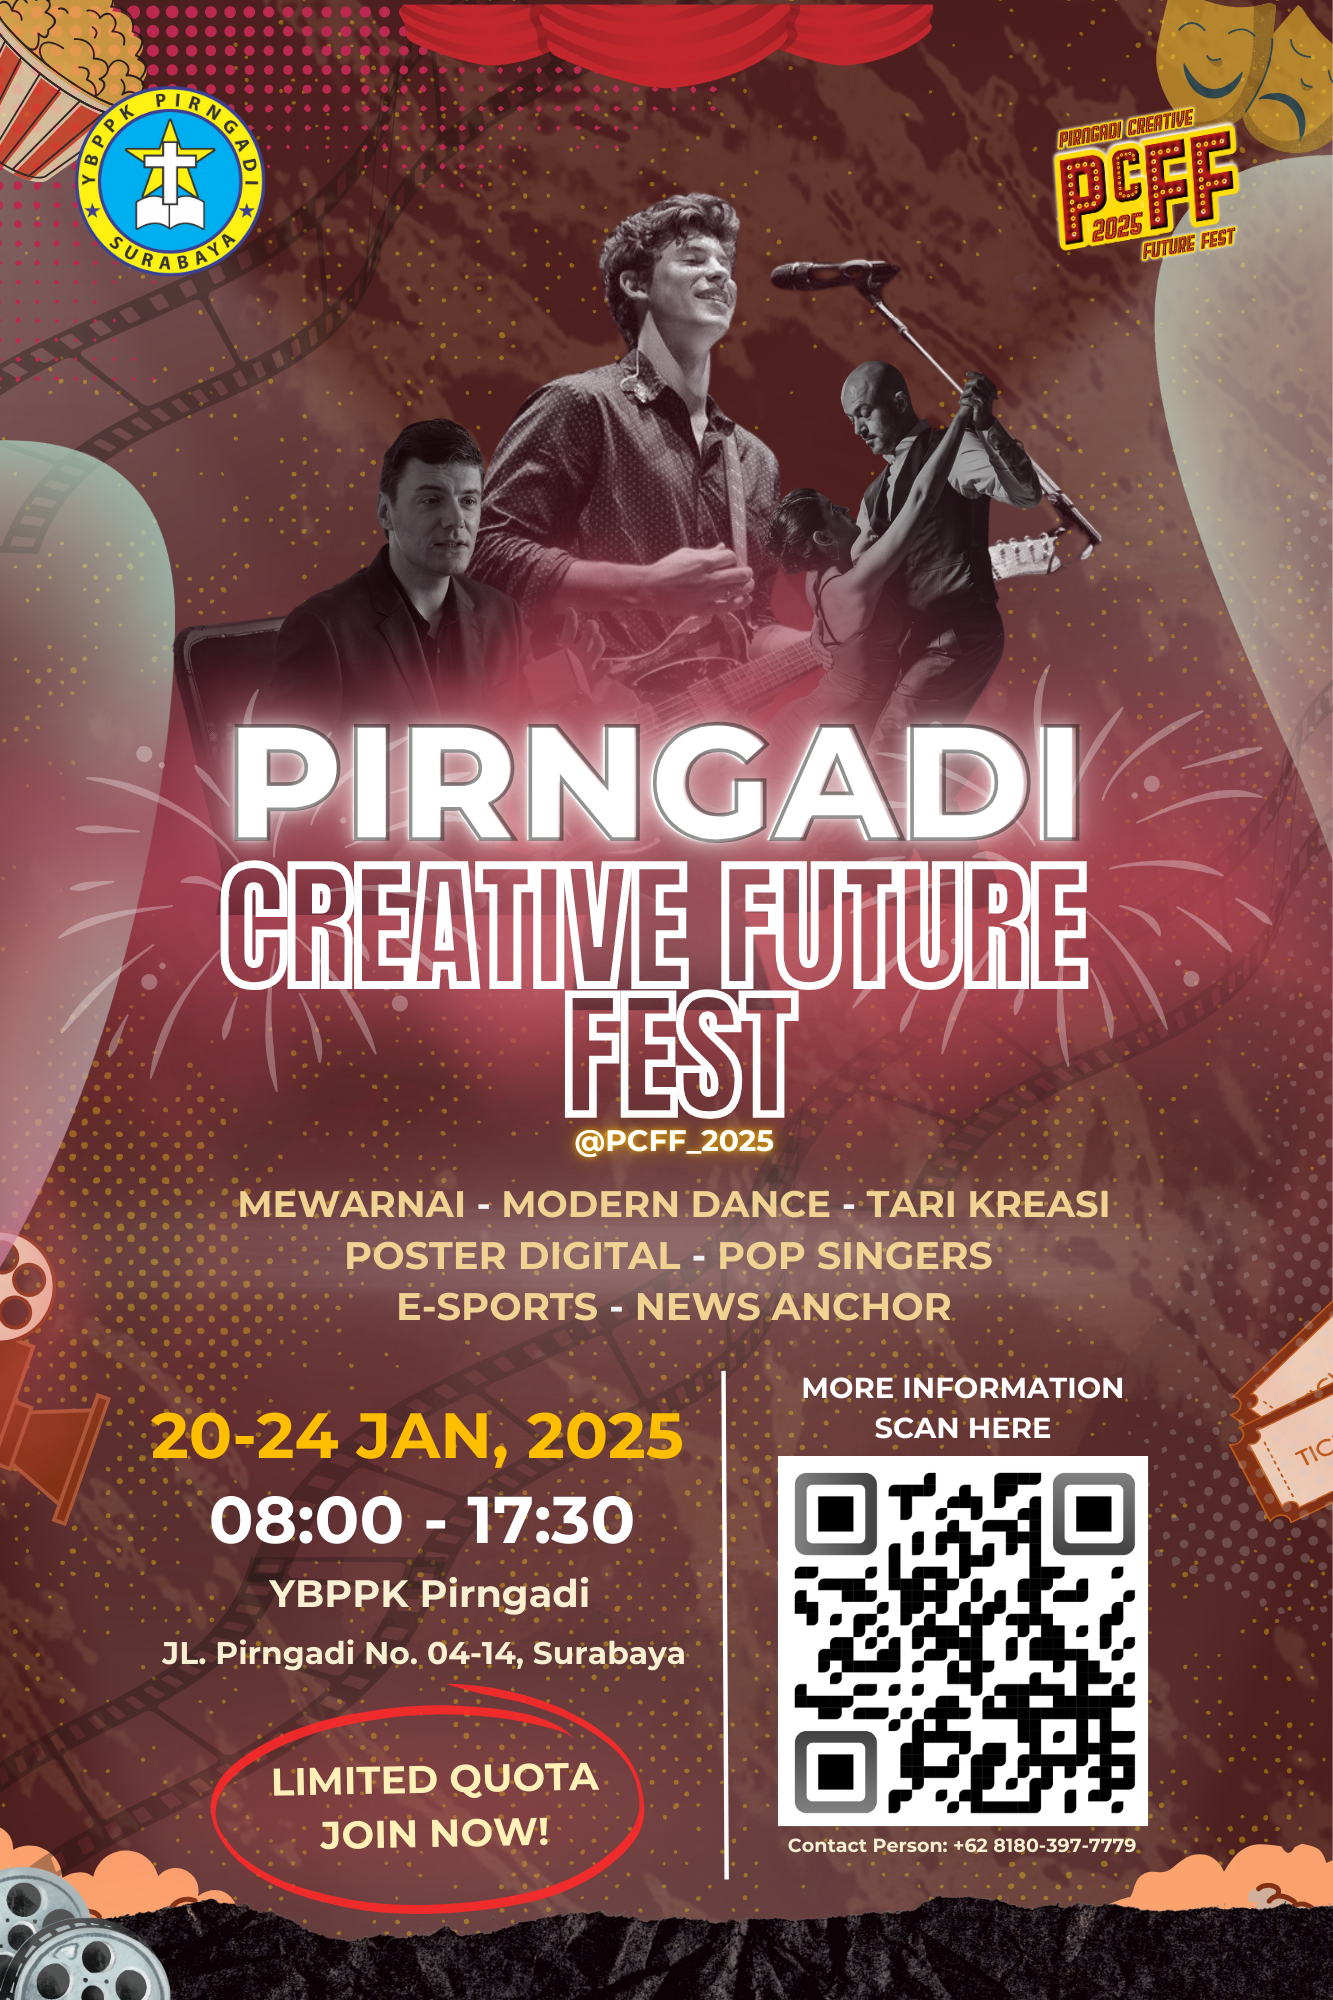 YBPPK PIRNGADI
SURABAYA
PIRNGADI CREATIVE
PCFF
2025
FUTURE FEST
PIRNGADI
CREATIVE FUTURE
FEST
@PCFF_2025
MEWARNAI - MODERN DANCE - TARI KREASI
POSTER DIGITAL - POP SINGERS
E-SPORTS - NEWS ANCHOR
20-24 JAN, 2025
08:00 - 17:30
YBPPK Pirngadi
JL. Pirngadi No. 04-14, Surabaya
LIMITED QUOTA
JOIN NOW!
MORE INFORMATION
SCAN HERE
Contact Person: +62 8180-397-7779
TIC